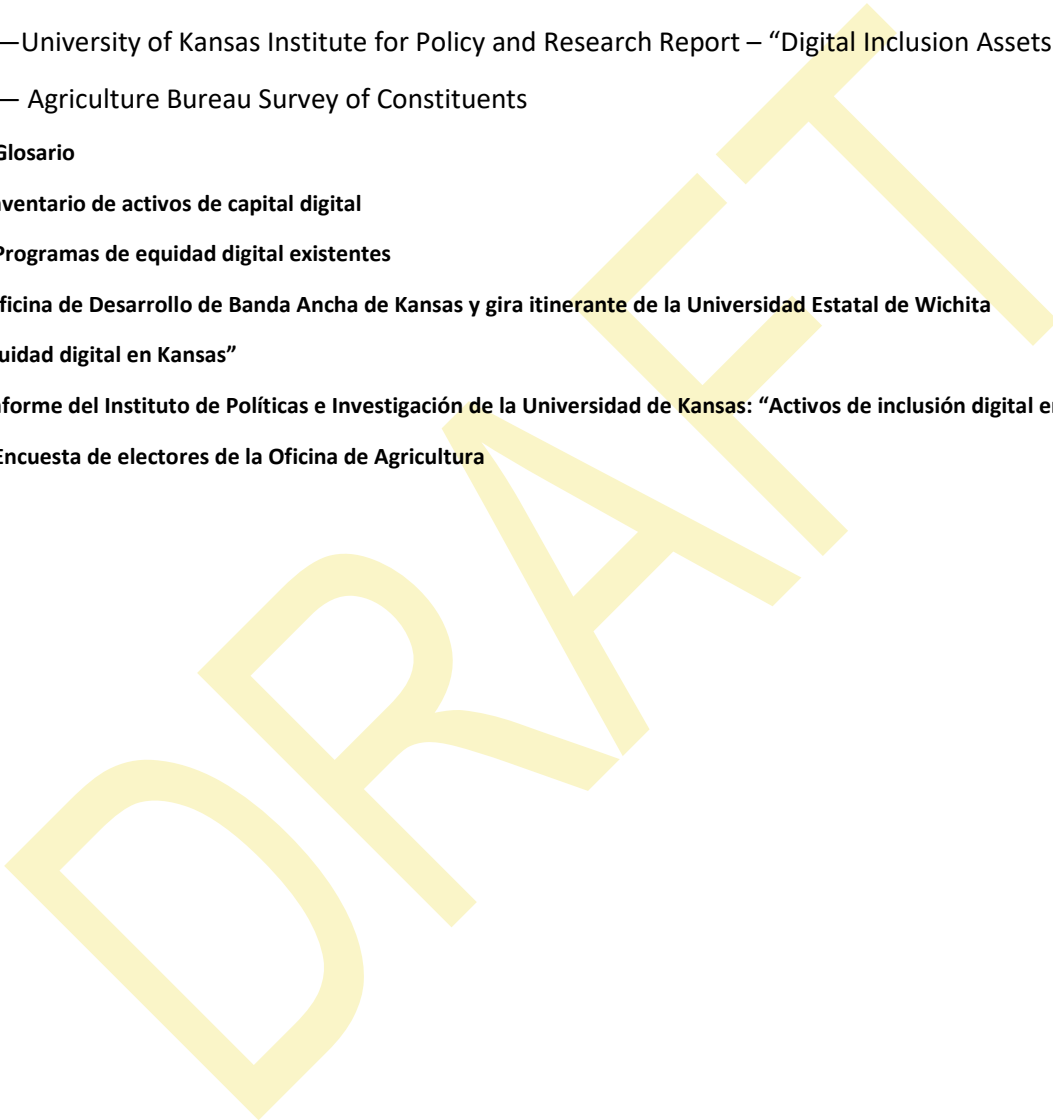 —University of Kansas Institute for Policy and Research Report – “Digital Inclusion Assets
— Agriculture Bureau Survey of Constituents
Glosario
nventario de activos de capital digital
Programas de equidad digital existentes
ficina de Desarrollo de Banda Ancha de Kansas y gira itinerante de la Universidad Estatal de Wichita
uidad digital en Kansas”
nforme del Instituto de Políticas e Investigación de la Universidad de Kansas: “Activos de inclusión digital e
Encuesta de electores de la Oficina de Agricultura
DRAFT